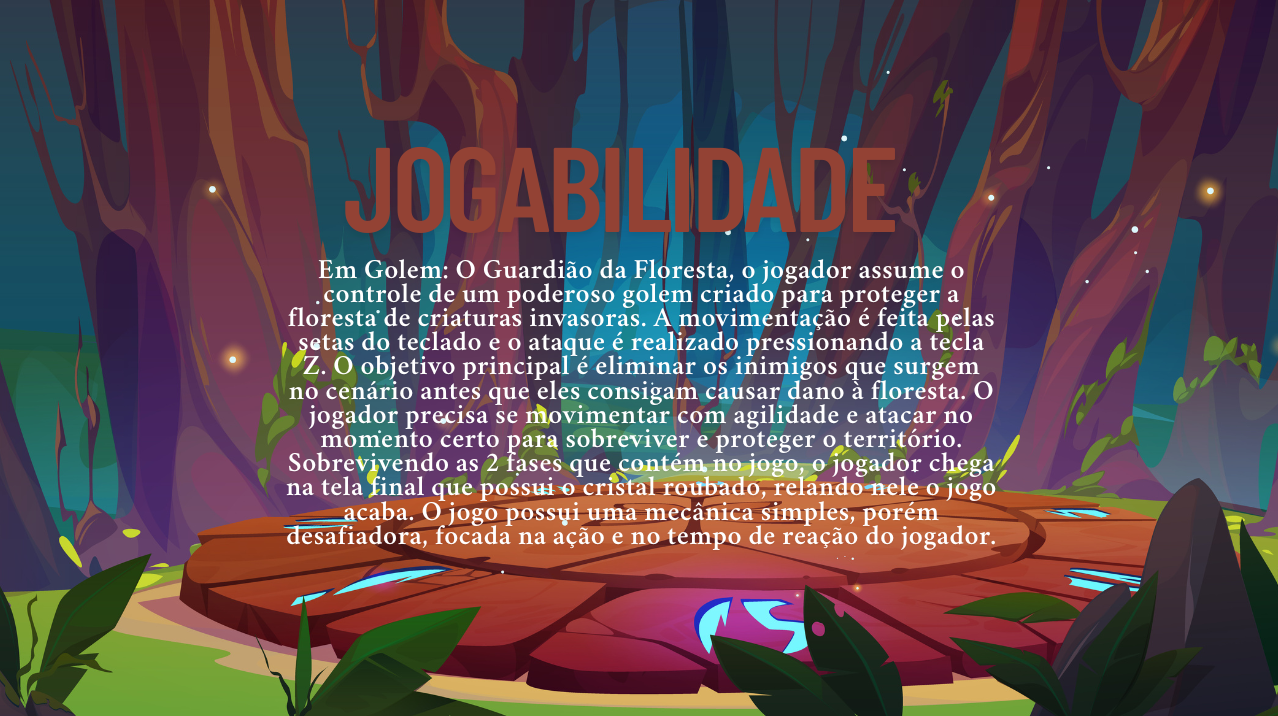 JOGABILIDADE
Em Golem: O Guardião da Floresta, o jogador assume o
controle de um poderoso golem criado para proteger a
floresta de criaturas invasoras. A movimentação é feita pelas
setas do teclado e o ataque é realizado pressionando a tecla
Z. O objetivo principal é eliminar os inimigos que surgem
no cenário antes que eles consigam causar dano à floresta. O
jogador precisa se movimentar com agilidade e atacar no
momento certo para sobreviver e proteger o território.
Sobrevivendo as 2 fases que contém no jogo, o jogador chega
na tela final que possui o cristal roubado, relando nele o jogo
acaba. O jogo possui uma mecânica simples, porém
desafiadora, focada na ação e no tempo de reação do jogador.